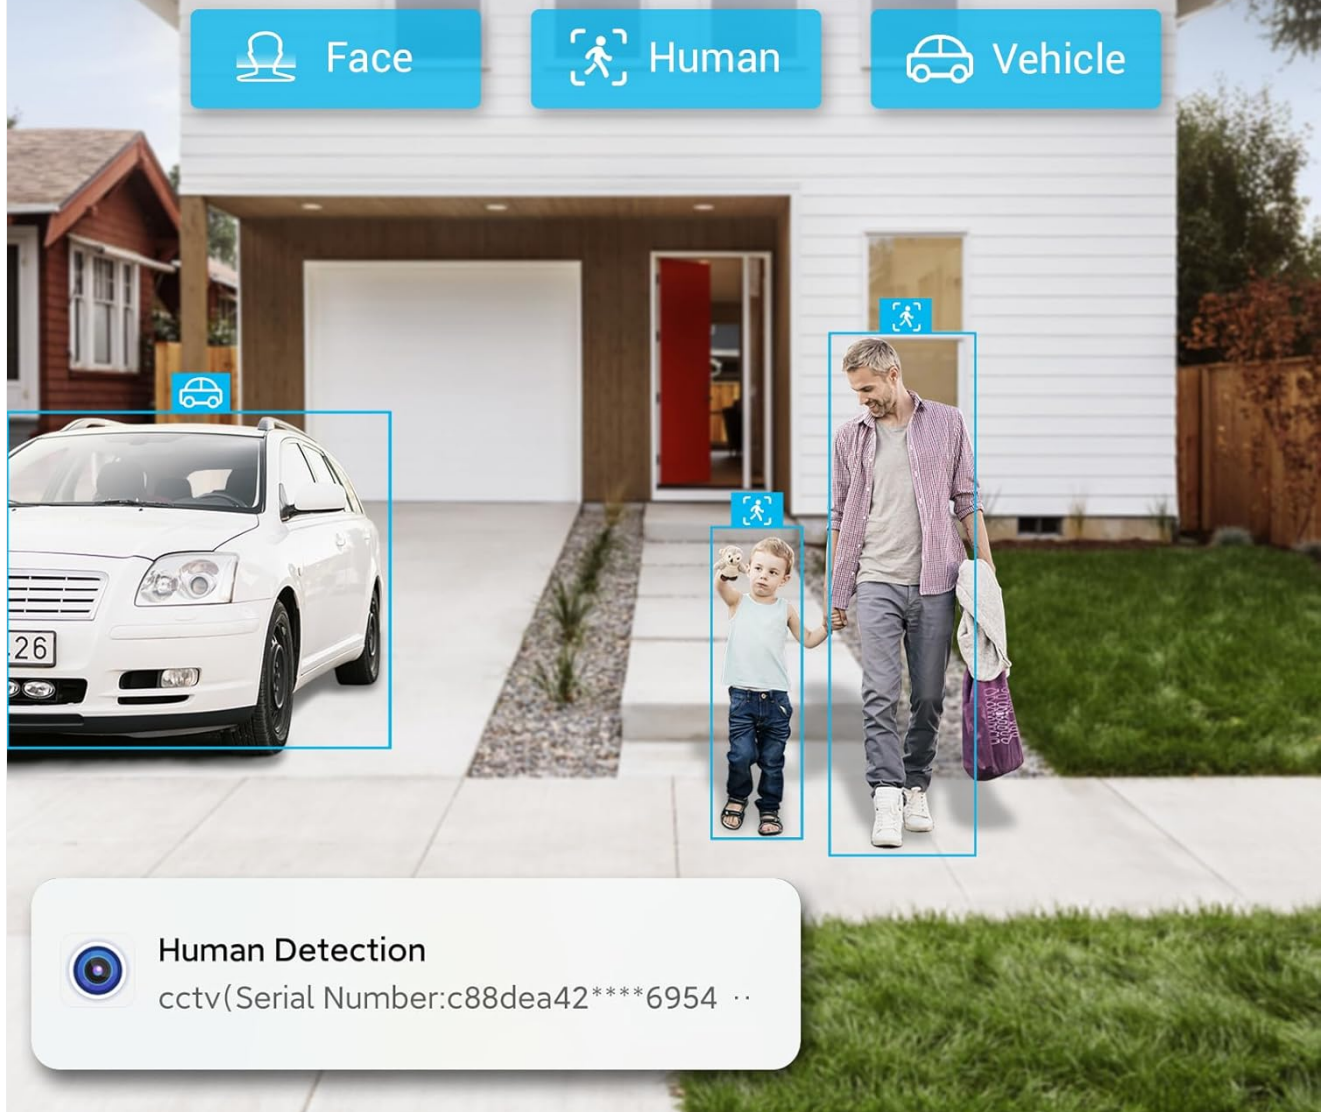 Face
Human
Vehicle
26
Human Detection
cctv(Serial Number:c88dea42****6954 ··